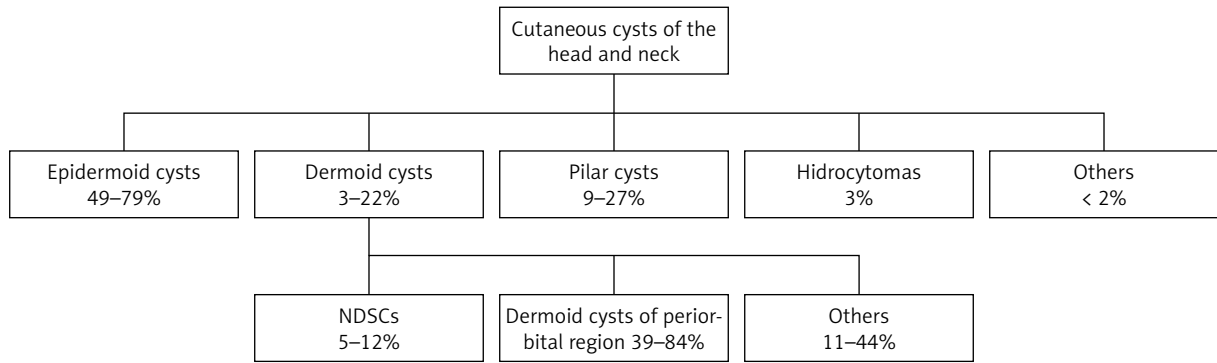 Cutaneous cysts of the
head and neck
Epidermoid cysts
49–79%
Dermoid cysts
3–22%
Pilar cysts
9–27%
Hidrocytomas
3%
Others
< 2%
NDSCs
5–12%
Dermoid cysts of perior-
bital region 39–84%
Others
11–44%